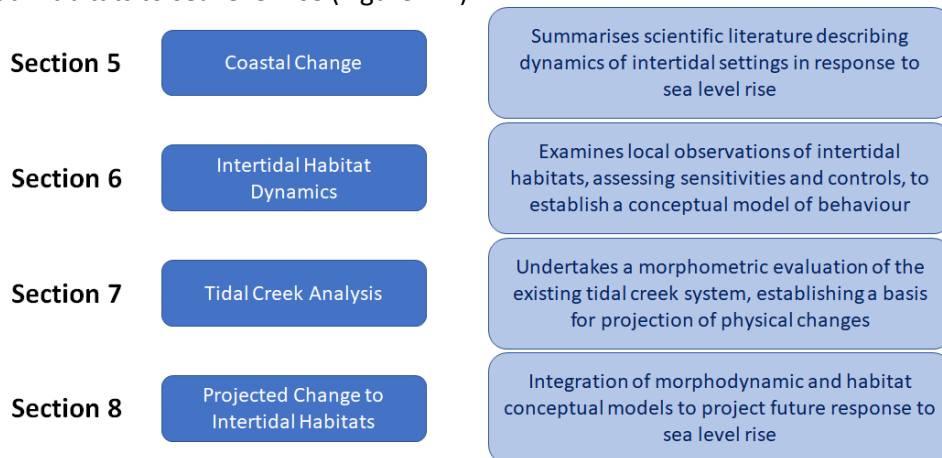 Section 5
Coastal Change
Summarises scientific literature describing
dynamics of intertidal settings in response to
sea level rise
Section 6
Intertidal Habitat
Dynamics
Examines local observations of intertidal
habitats, assessing sensitivities and controls, to
establish a conceptual model of behaviour
Section 7
Tidal Creek Analysis
Undertakes a morphometric evaluation of the
existing tidal creek system, establishing a basis
for projection of physical changes
Section 8
Projected Change to
Intertidal Habitats
Integration of morphodynamic and habitat
conceptual models to project future response to
sea level rise